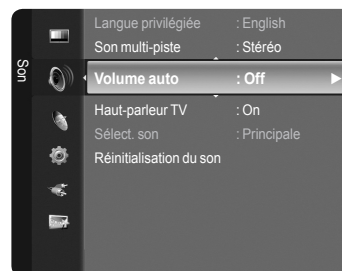 Son
Langue privilégiée : English
Son multi-piste : Stéréo
Volume auto : Off
Haut-parleur TV : On
Sélect. son : Principale
Réinitialisation du son